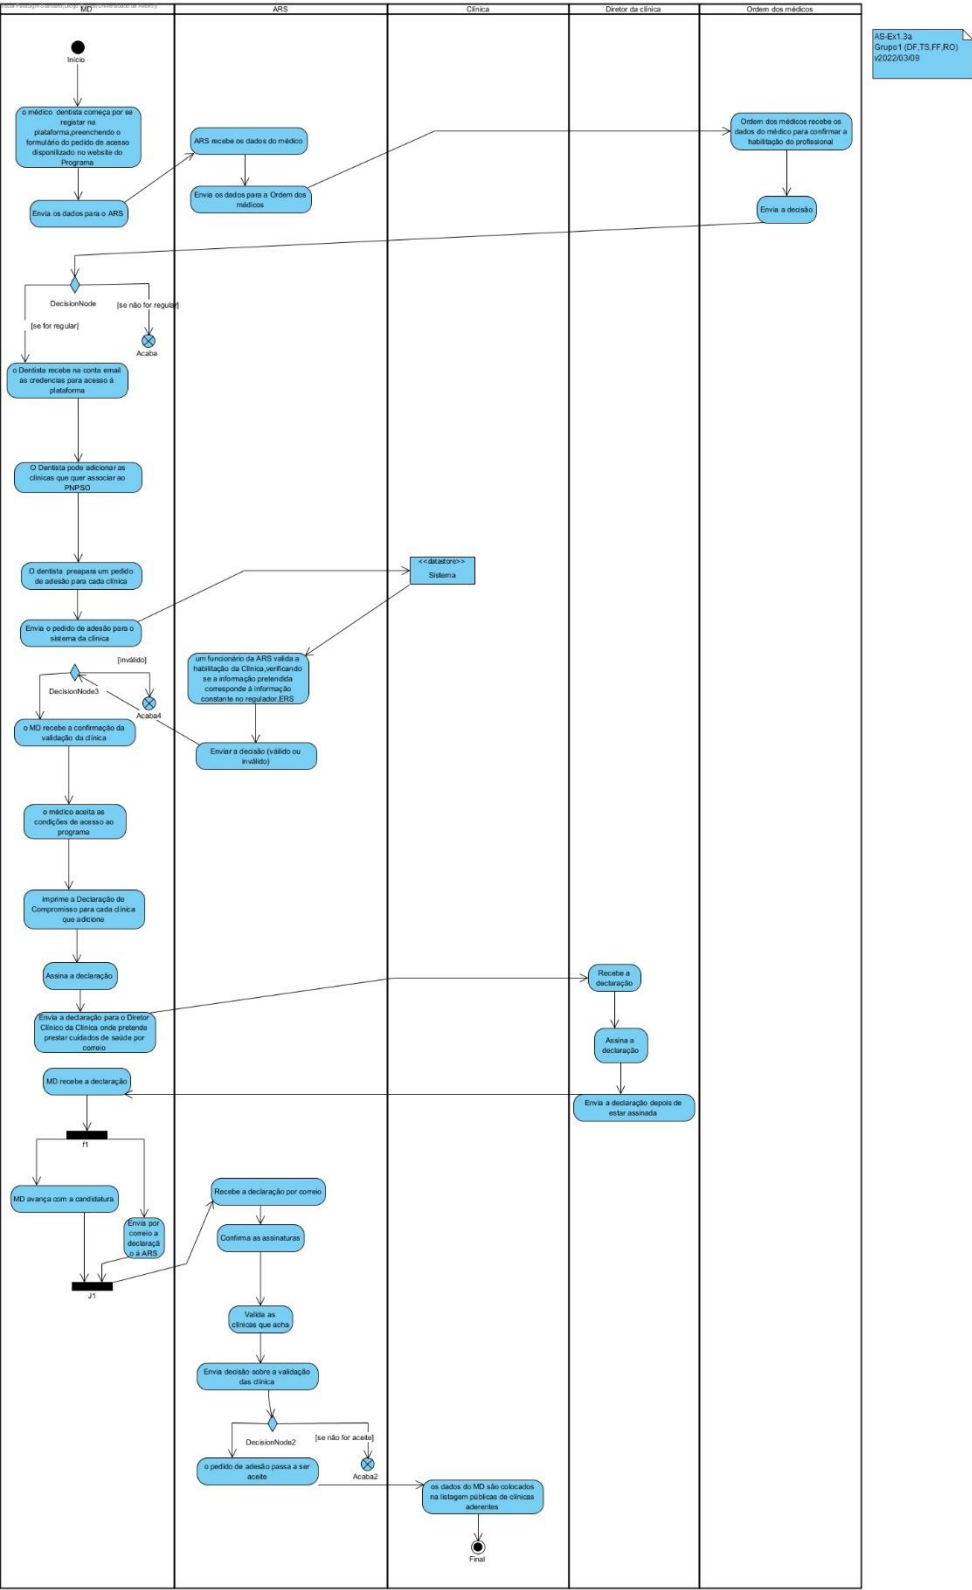 MD
ARS
Clínica
Diretor da clínica
Ordem dos médicos
AS-Ex1.3a
Grupo1 (DF,TS,FF,RO)
v2022/03/09
Início
o médico dentista começa por se
registar na
plataforma,preenchendo o
formulário do pedido de acesso
disponilizado no website do
Programa
Envia os dados para o ARS
ARS recebe os dados do médico
Envia os dados para a Ordem dos
médicos
Ordem dos médicos recebe os
dados do médico para confirmar a
habilitação do profissional
Envia a decisão
DecisionNode
[se não for regular]
[se for regular]
Acaba
o Dentista recebe na conta email
as credencias para acesso á
plataforma
O Dentista pode adicionar as
clínicas que quer associar ao
PNPSO
O dentista preapara um pedido
de adesão para cada clínica
Envia o pedido de adesão para o
sistema da clínica
<<datastore>>
Sistema
um funcionário da ARS valida a
habilitação da Clínica,verificando
se a informação pretendida
corresponde á informação
constante no regulador,ERS
Enviar a decisão (válido ou
inválido)
[inválido]
DecisionNode3
Acaba4
o MD recebe a confirmação da
validação da clínica
o médico aceita as
condições de acesso ao
programa
imprime a Declaração de
Compromisso para cada clínica
que adicione
Assina a declaração
Envia a declaração para o Diretor
Clínico da Clínica onde pretende
prestar cuidados de saúde por
correio
Recebe a
declaração
Assina a
declaração
Envia a declaração depois de
estar assinada
MD recebe a declaração
f1
MD avança com a candidatura
Envia por
correio a
declaraçã
o á ARS
J1
Recebe a declaração por correio
Confirma as assinaturas
Valida as
clínicas que acha
Envia decisão sobre a validação
das clínica
DecisionNode2
[se não for aceite]
Acaba2
o pedido de adesão passa a ser
aceite
os dados do MD são colocados
na listagem públicas de clínicas
aderentes
Final